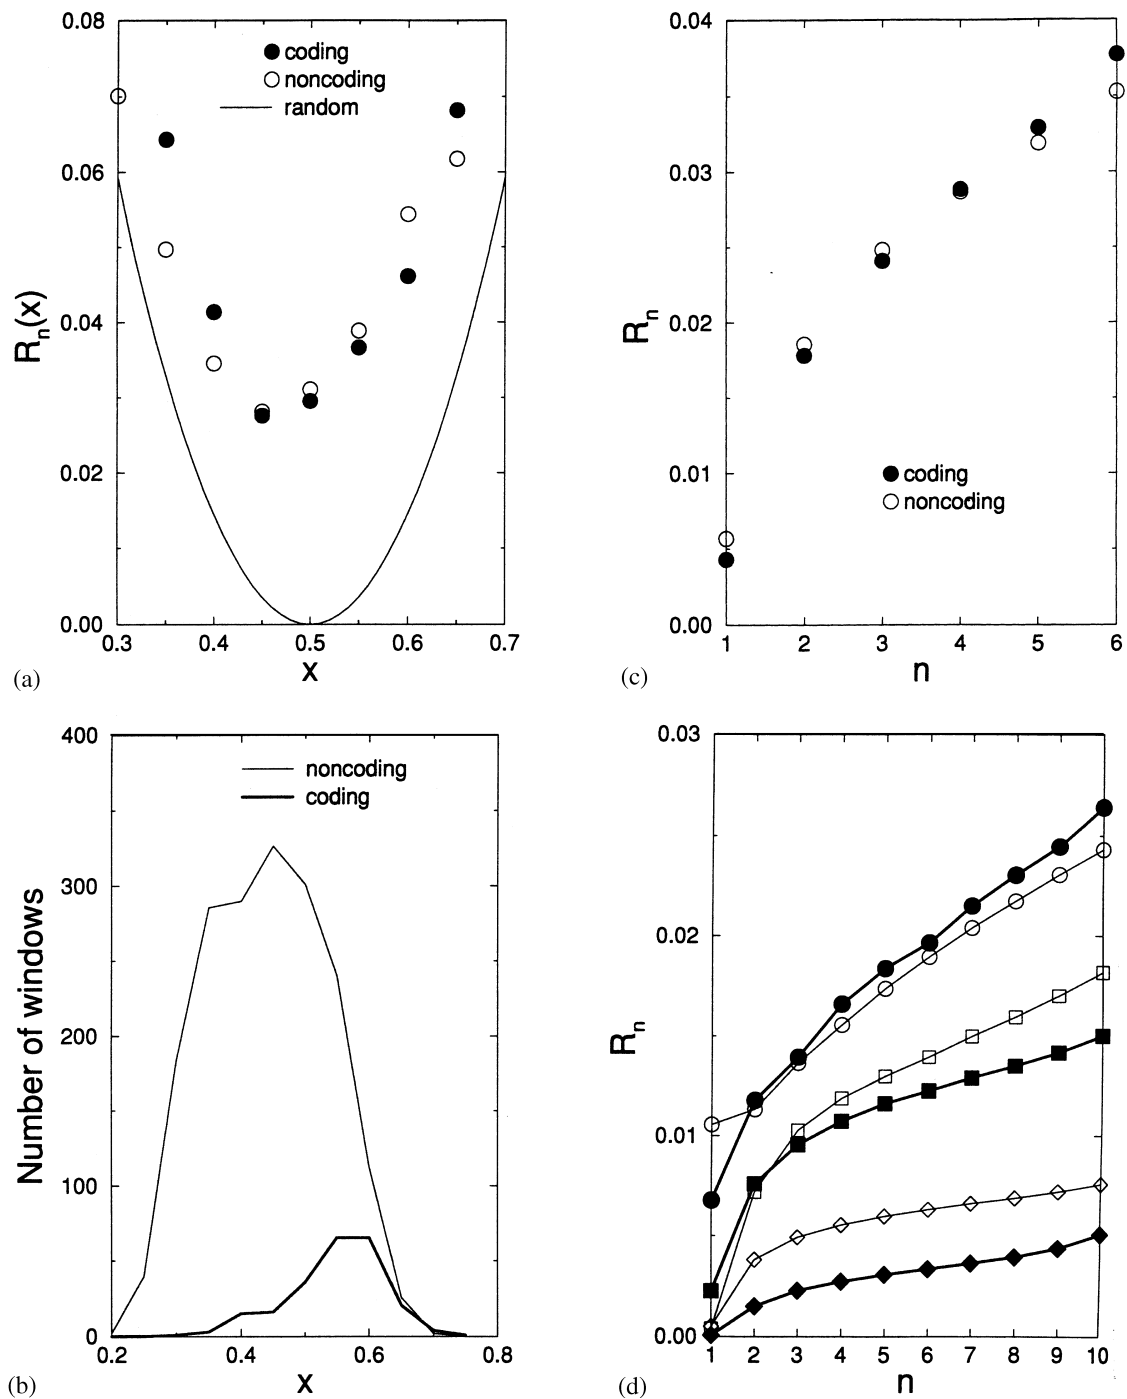 0.08
coding
noncoding
random
0.06
0.04
0.02
0.00
0.3 0.4 0.5 0.6 0.7
Rn(x)
x
(a)
0.04
0.03
0.02
0.01
0.00
coding
noncoding
1 2 3 4 5 6
Rn
n
(c)
400
noncoding
coding
300
200
100
0
0.2 0.4 0.6 0.8
Number of windows
x
(b)
0.03
0.02
0.01
0.00
1 2 3 4 5 6 7 8 9 10
Rn
n
(d)